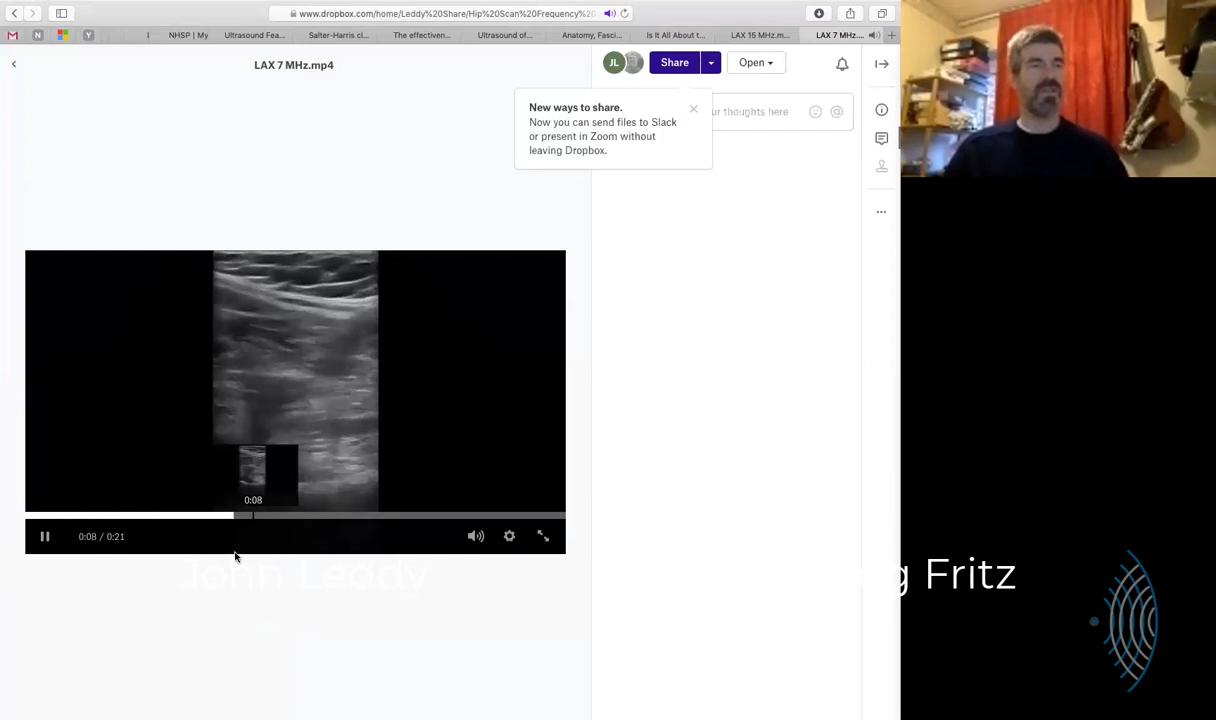 www.dropbox.com/home/Leddy%20Share/Hip%20Scan%20Frequency%2
NHSP | My
Ultrasound Fea...
Salter-Harris cl...
The effectiven...
Ultrasound of...
Anatomy, Fasci...
Is It All About t...
LAX 15 MHz.m...
LAX 7 MHz....
LAX 7 MHz.mp4
JL
Share
Open
New ways to share.
Now you can send files to Slack
or present in Zoom without
leaving Dropbox.
ur thoughts here
0:08
0:08 / 0:21
John Leddy
g Fritz